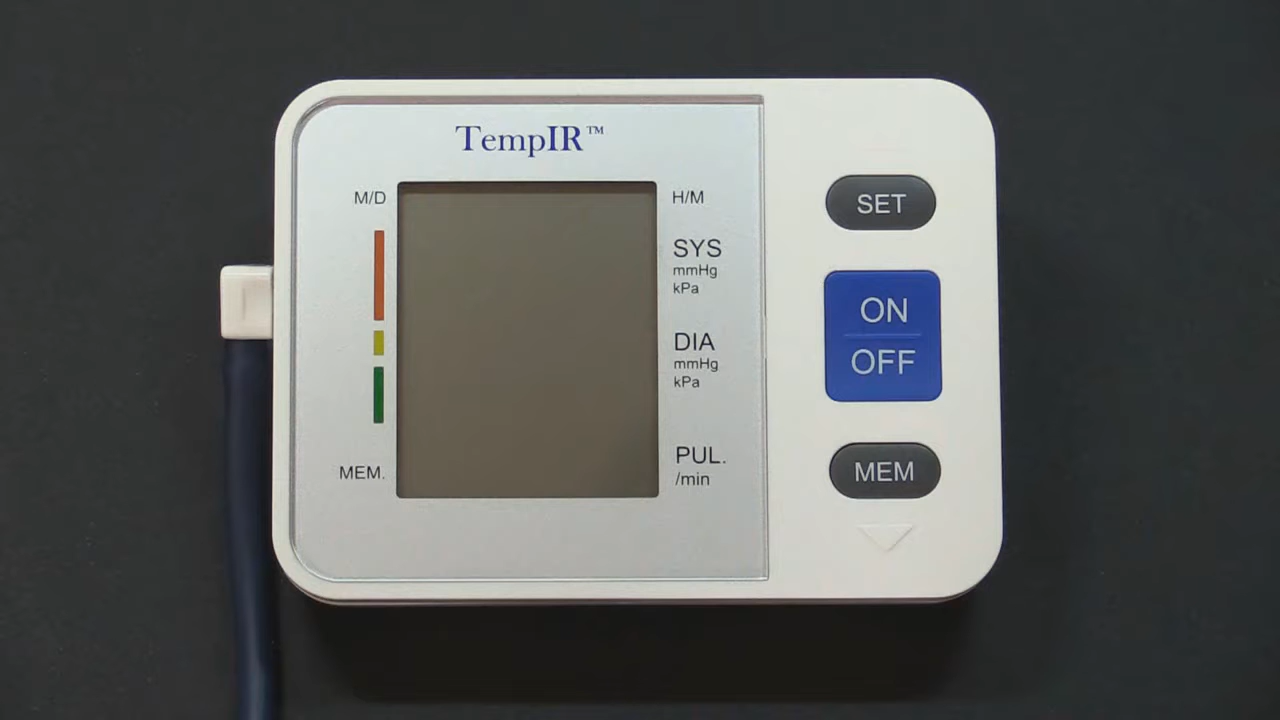 TempIR™
M/D
H/M
SYS
mmHg
kPa
DIA
mmHg
kPa
MEM.
PUL.
/min
SET
ON
OFF
MEM